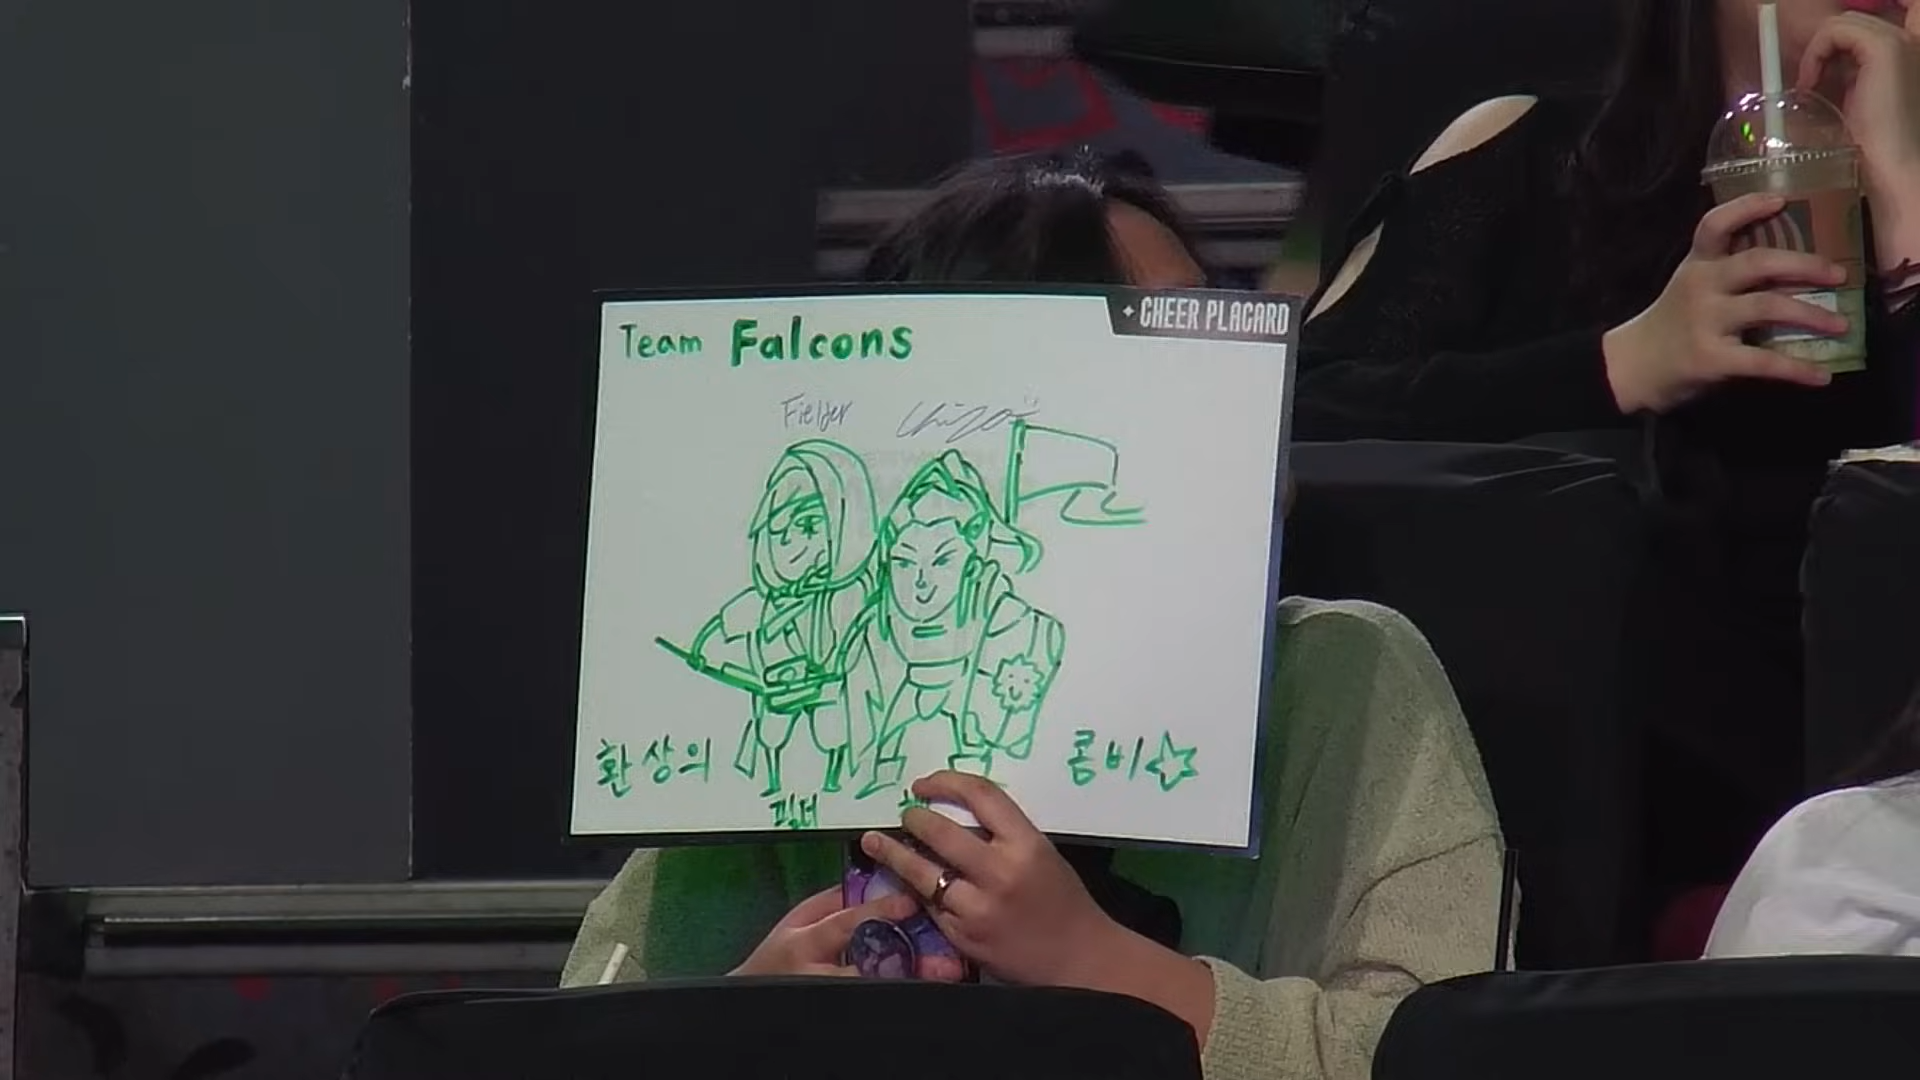 CHEER PLACARD
Team Falcons
Fielder
환상의 콤비
필더